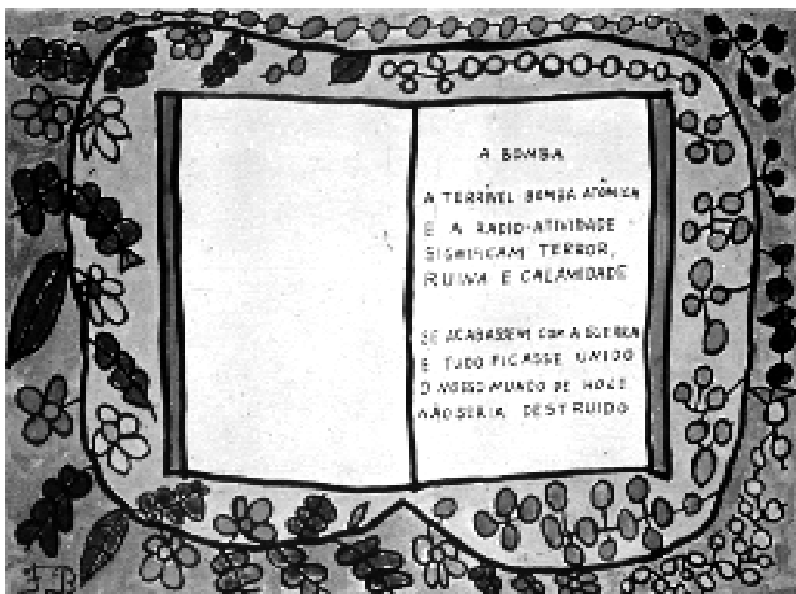 A BOMBA
A TERRÍVEL BOMBA ATÔMICA
E A RADIO-ATIVIDADE
SIGNIFICAM TERROR,
RUINA E CALAMIDADE
SE ACABASSEM COM A GUERRA
E TUDO FICASSE UNIDO
O NOSSO MUNDO DE HOJE
NÃO SERIA DESTRUIDO